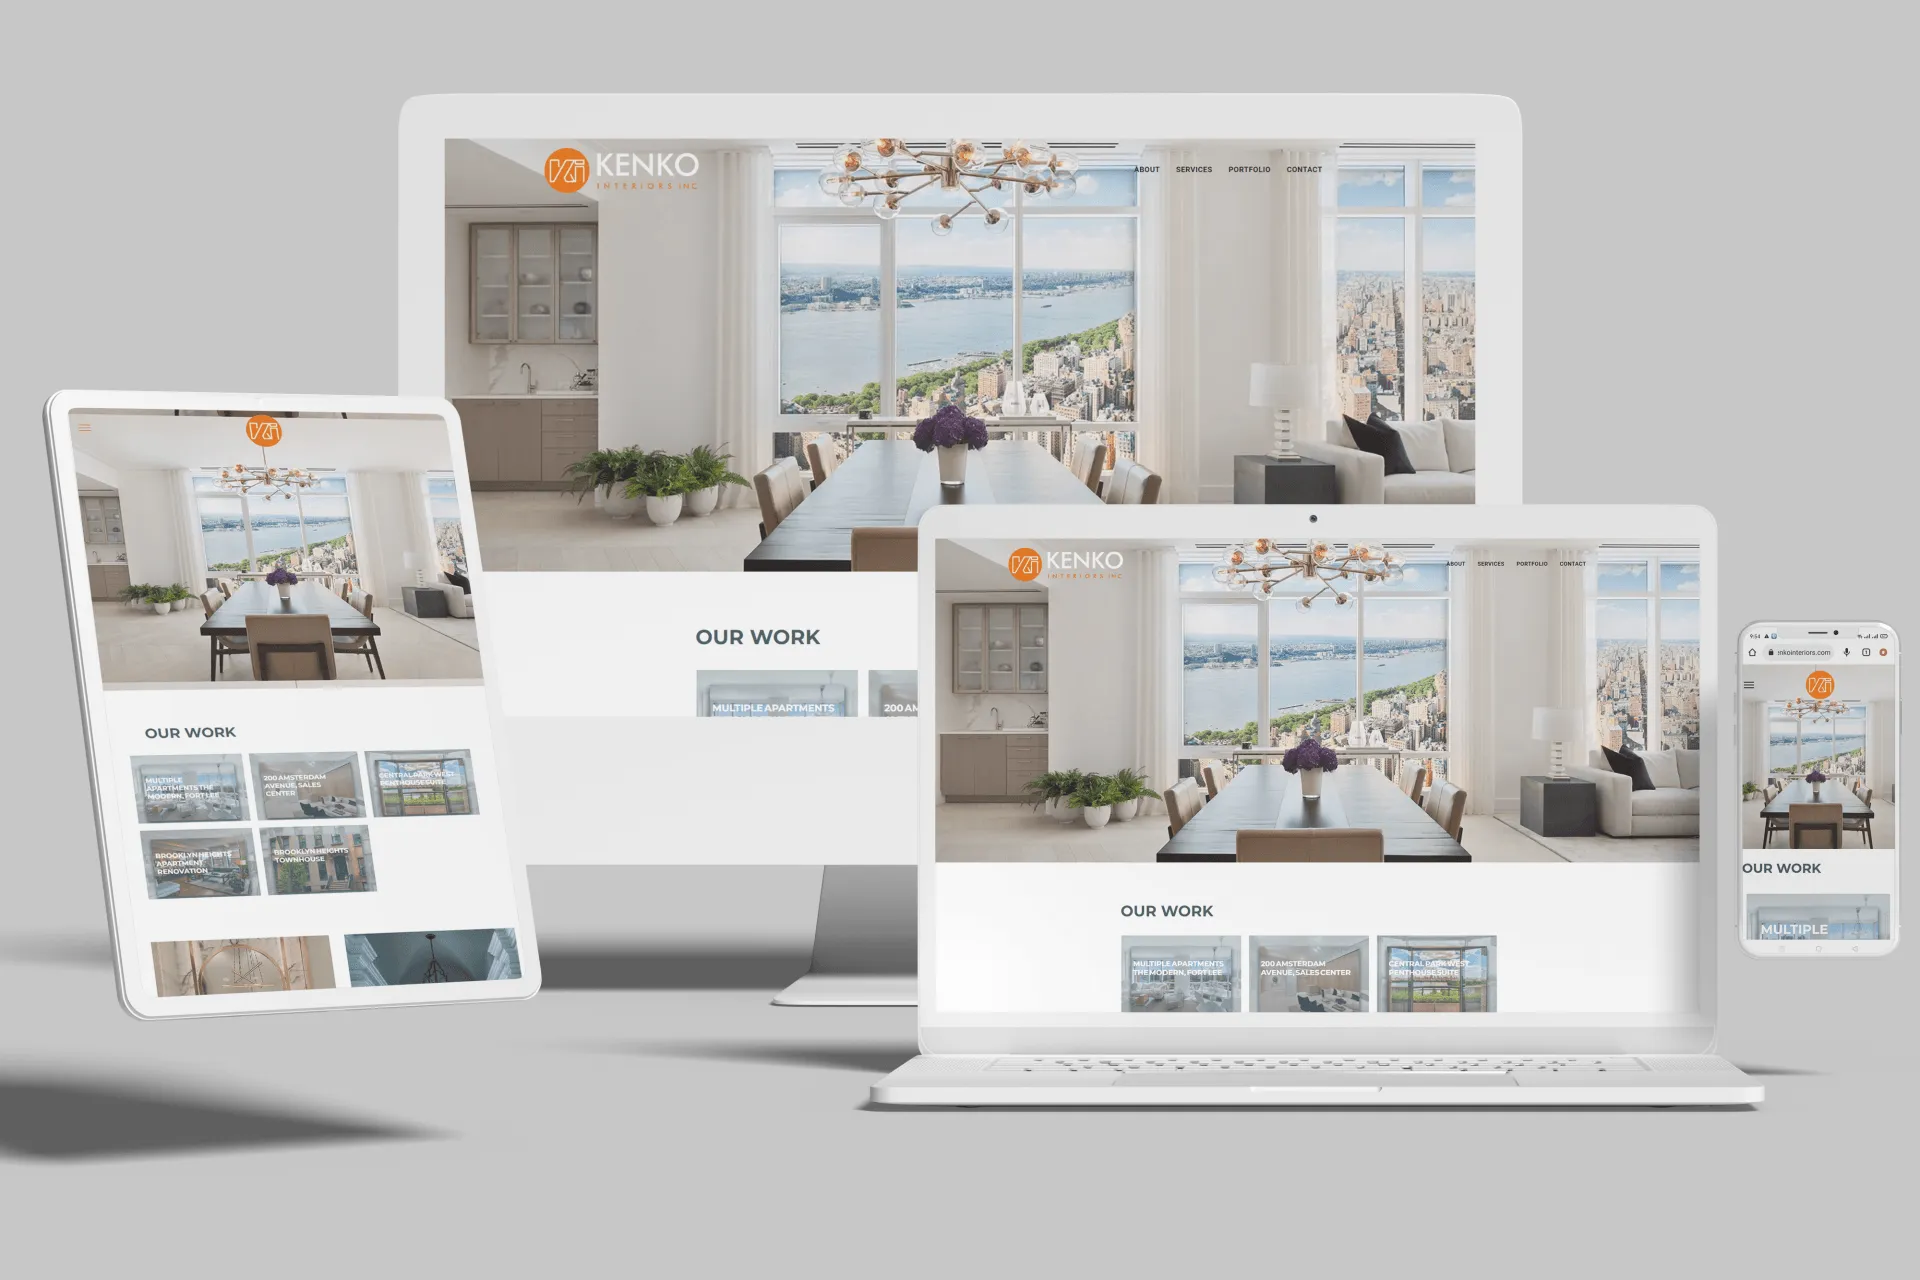 KENKO
INTERIORS INC
ABOUT SERVICES PORTFOLIO CONTACT
OUR WORK
MULTIPLE APARTMENTS
200 AM
OUR WORK
MULTIPLE
APARTMENTS THE
MODERN, FORT LEE
200 AMSTERDAM
AVENUE, SALES
CENTER
CENTRAL PARK WEST
PENTHOUSE SUITE
BROOKLYN HEIGHTS
APARTMENT
RENOVATION
BROOKLYN HEIGHTS
TOWNHOUSE
KENKO
INTERIORS INC
ABOUT SERVICES PORTFOLIO CONTACT
OUR WORK
MULTIPLE APARTMENTS
THE MODERN, FORT LEE
200 AMSTERDAM
AVENUE, SALES CENTER
CENTRAL PARK WEST
PENTHOUSE SUITE
9:54
nkointeriors.com
OUR WORK
MULTIPLE